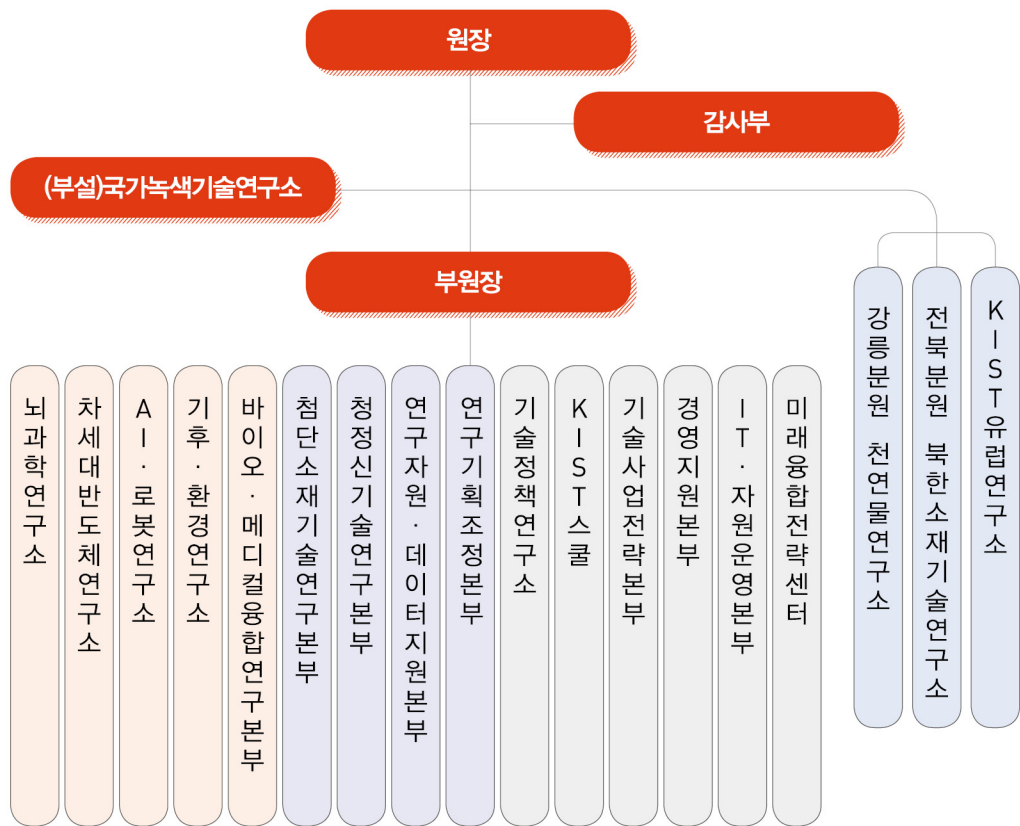 원장
감사부
(부설)국가녹색기술연구소
부원장
강릉분원 천연물연구소
전북분원 북한소재기술연구소
KIST유럽연구소
뇌과학연구소
차세대반도체연구소
AI·로봇연구소
기후·환경연구소
바이오·메디컬융합연구본부
첨단소재기술연구본부
청정신기술연구본부
연구자원·데이터지원본부
연구기획조정본부
기술정책연구소
KIST스쿨
기술사업전략본부
경영지원본부
IT·자원운영본부
미래융합전략센터